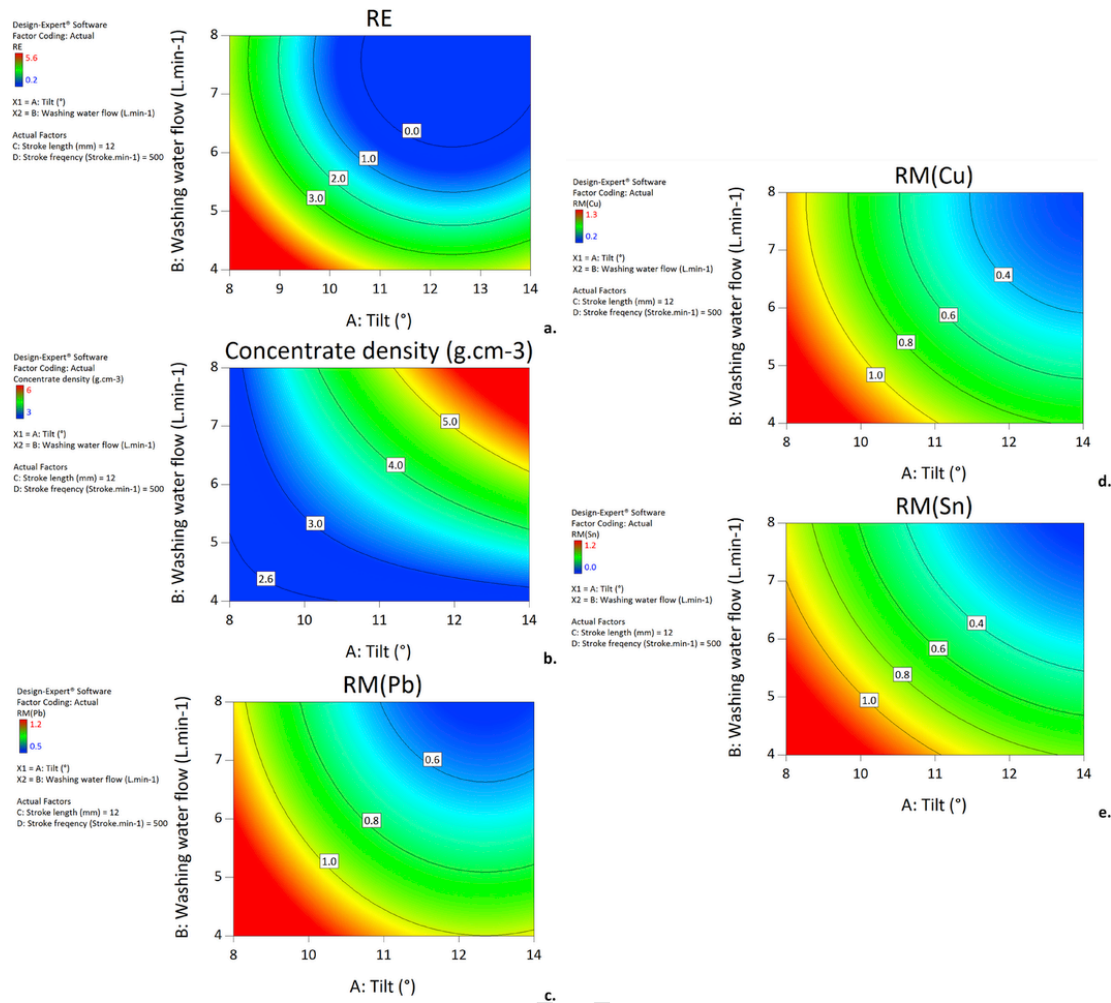 Design-Expert® Software
Factor Coding: Actual
RE
5.6
0.2
X1 = A: Tilt (°)
X2 = B: Washing water flow (L.min-1)
Actual Factors
C: Stroke length (mm) = 12
D: Stroke freqency (Stroke.min-1) = 500
RE
B: Washing water flow (L.min-1)
8
7
6
5
4
0.0
1.0
2.0
3.0
8 9 10 11 12 13 14
A: Tilt (°)
a.
Design-Expert® Software
Factor Coding: Actual
Concentrate density (g.cm-3)
6
3
X1 = A: Tilt (°)
X2 = B: Washing water flow (L.min-1)
Actual Factors
C: Stroke length (mm) = 12
D: Stroke freqency (Stroke.min-1) = 500
Concentrate density (g.cm-3)
B: Washing water flow (L.min-1)
8
7
6
5
4
5.0
4.0
3.0
2.6
8 10 11 12 14
A: Tilt (°)
b.
Design-Expert® Software
Factor Coding: Actual
RM(Pb)
1.2
0.5
X1 = A: Tilt (°)
X2 = B: Washing water flow (L.min-1)
Actual Factors
C: Stroke length (mm) = 12
D: Stroke freqency (Stroke.min-1) = 500
RM(Pb)
B: Washing water flow (L.min-1)
8
7
6
5
4
0.6
0.8
1.0
8 10 11 12 14
A: Tilt (°)
c.
Design-Expert® Software
Factor Coding: Actual
RM(Cu)
1.3
0.2
X1 = A: Tilt (°)
X2 = B: Washing water flow (L.min-1)
Actual Factors
C: Stroke length (mm) = 12
D: Stroke freqency (Stroke.min-1) = 500
RM(Cu)
B: Washing water flow (L.min-1)
8
7
6
5
4
0.4
0.6
0.8
1.0
8 10 11 12 14
A: Tilt (°)
d.
Design-Expert® Software
Factor Coding: Actual
RM(Sn)
1.2
0.0
X1 = A: Tilt (°)
X2 = B: Washing water flow (L.min-1)
Actual Factors
C: Stroke length (mm) = 12
D: Stroke freqency (Stroke.min-1) = 500
RM(Sn)
B: Washing water flow (L.min-1)
8
7
6
5
4
0.4
0.6
0.8
1.0
8 10 11 12 14
A: Tilt (°)
e.